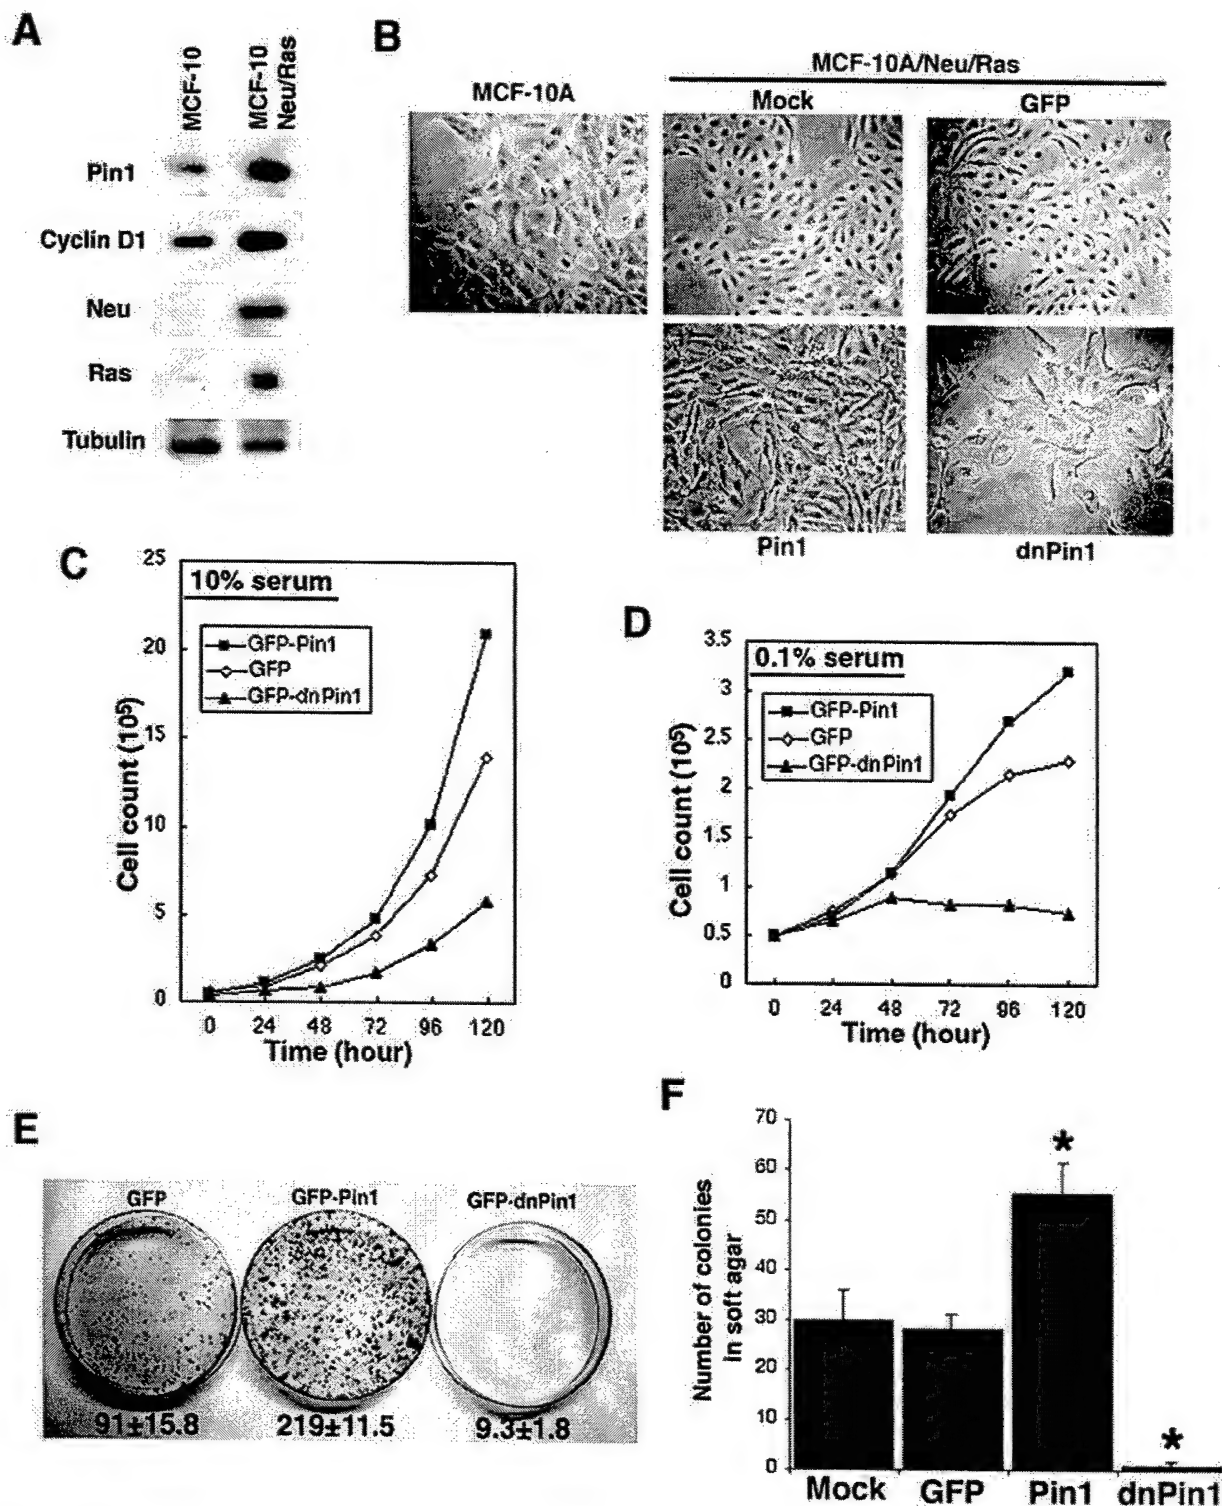 A
MCF-10
MCF-10
Neu/Ras
Pin1
Cyclin D1
Neu
Ras
Tubulin
B
MCF-10A/Neu/Ras
MCF-10A
Mock
GFP
Pin1
dnPin1
C
25
20
15
10
5
0
10% serum
GFP-Pin1
GFP
GFP-dnPin1
Cell count (10⁵)
0 24 48 72 96 120
Time (hour)
D
3.5
3
2.5
2
1.5
1
0.5
0
0.1% serum
GFP-Pin1
GFP
GFP-dnPin1
Cell count (10⁵)
0 24 48 72 96 120
Time (hour)
E
GFP GFP-Pin1 GFP-dnPin1
91±15.8 219±11.5 9.3±1.8
F
70
60
50
40
30
20
10
0
Number of colonies
In soft agar
*
*
Mock GFP Pin1 dnPin1